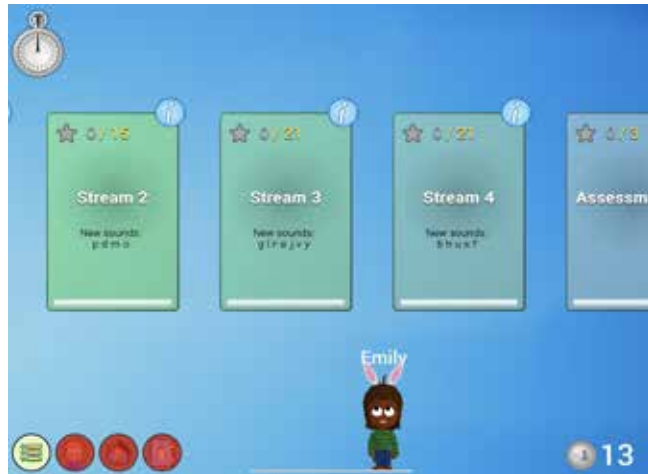 0/15
Stream 2
New sounds:
p d m o
0/21
Stream 3
New sounds:
0/21
Stream 4
New sounds:
0/3
Assessm
Emily
13